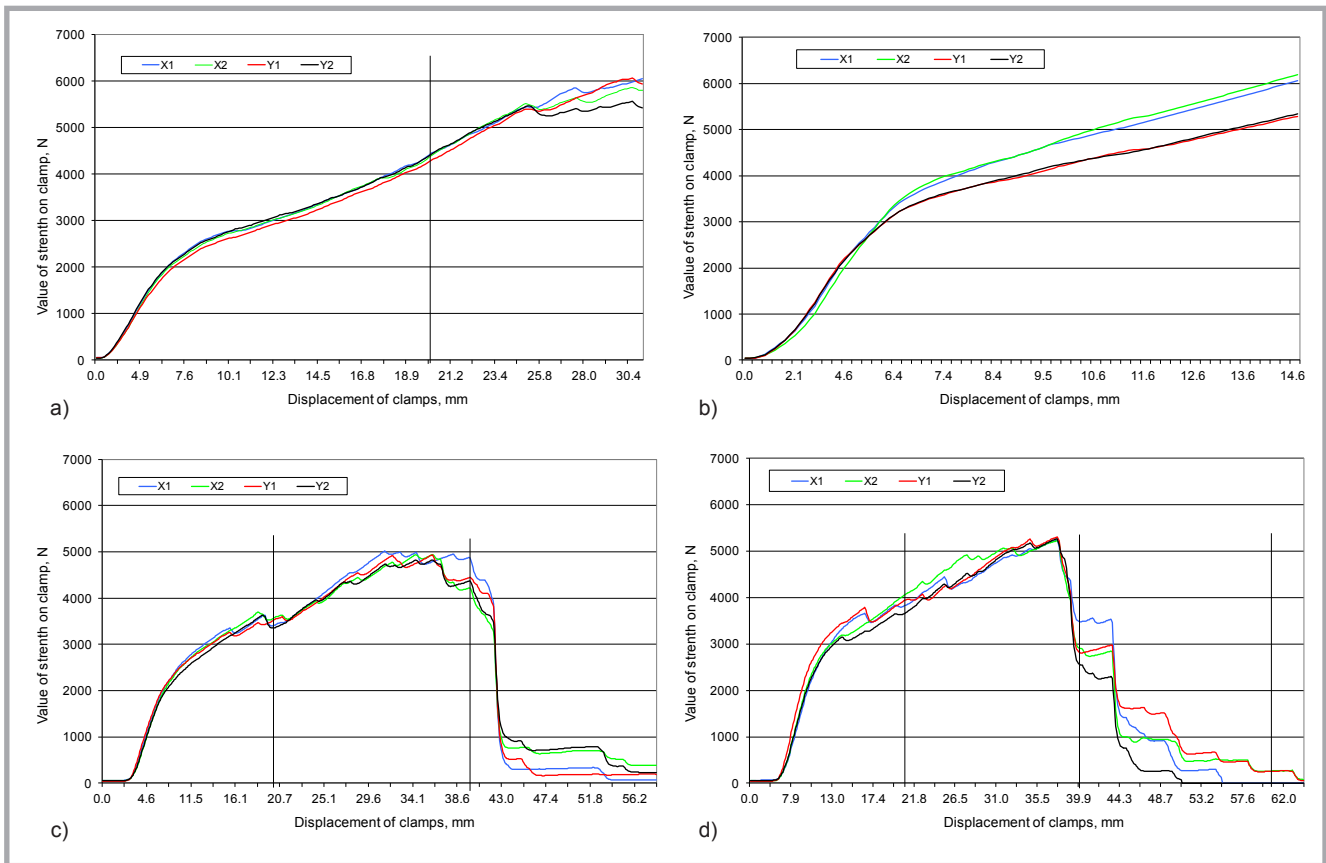 7000
6000
5000
4000
3000
2000
1000
0
Value of strenth on clamp, N
X1 X2 Y1 Y2
0.0 4.9 7.6 10.1 12.3 14.5 16.8 18.9 21.2 23.4 25.8 28.0 30.4
Displacement of clamps, mm
a)
7000
6000
5000
4000
3000
2000
1000
0
Vaalue of strenth on clamp, N
X1 X2 Y1 Y2
0.0 2.1 4.6 6.4 7.4 8.4 9.5 10.6 11.6 12.6 13.6 14.6
Displacement of clamps, mm
b)
7000
6000
5000
4000
3000
2000
1000
0
Value of strenth on clamp, N
X1 X2 Y1 Y2
0.0 4.6 11.5 16.1 20.7 25.1 29.6 34.1 38.6 43.0 47.4 51.8 56.2
Displacement of clamps, mm
c)
7000
6000
5000
4000
3000
2000
1000
0
Value of strenth on clamp, N
X1 X2 Y1 Y2
0.0 7.9 13.0 17.4 21.8 26.5 31.0 35.5 39.9 44.3 48.7 53.2 57.6 62.0
Displacement of clamps, mm
d)